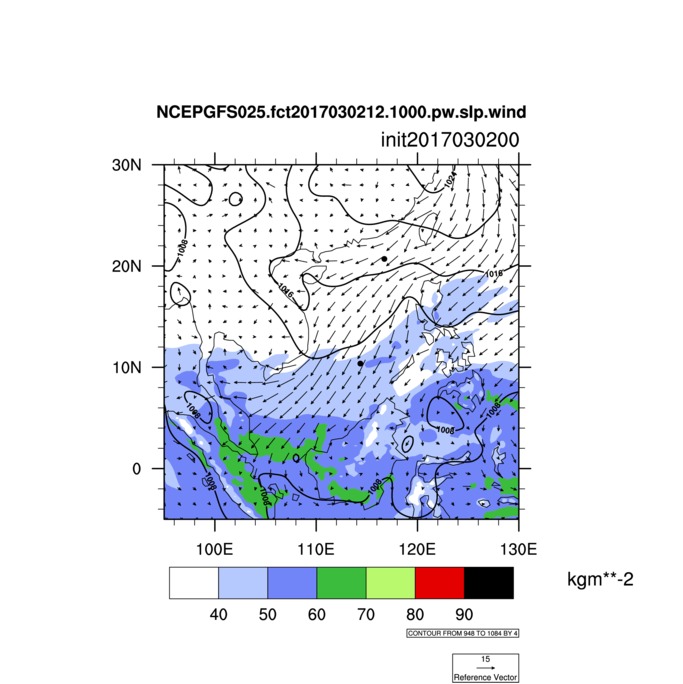 NCEPGFS025.fct2017030212.1000.pw.slp.wind
init2017030200
30N
20N
10N
0
100E 110E 120E 130E
1024
1008
1016
1016
1008
1008
1008
1008
1008
1008
40 50 60 70 80 90
kgm**-2
CONTOUR FROM 948 TO 1084 BY 4
15
Reference Vector